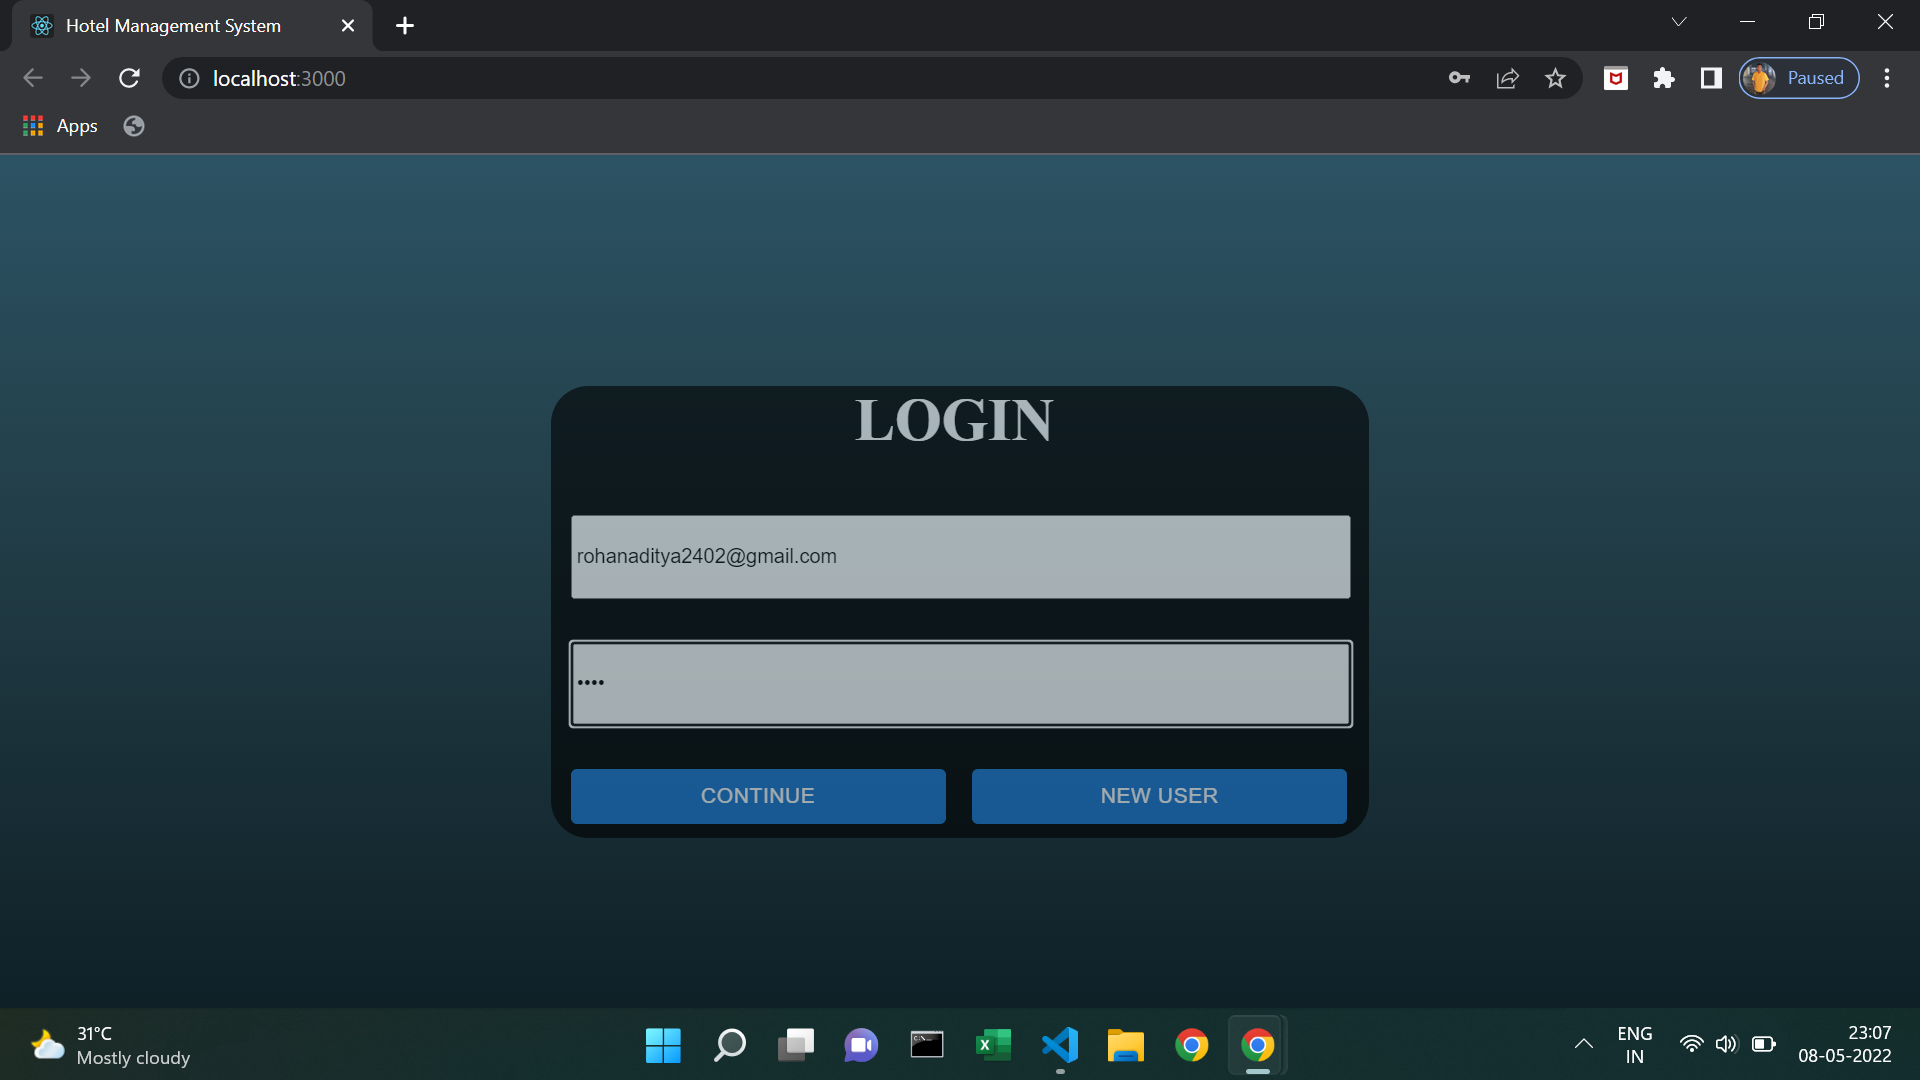 Hotel Management System
localhost:3000
Paused
Apps
LOGIN
rohanaditya2402@gmail.com
••••
CONTINUE
NEW USER
31°C
Mostly cloudy
ENG
IN
23:07
08-05-2022